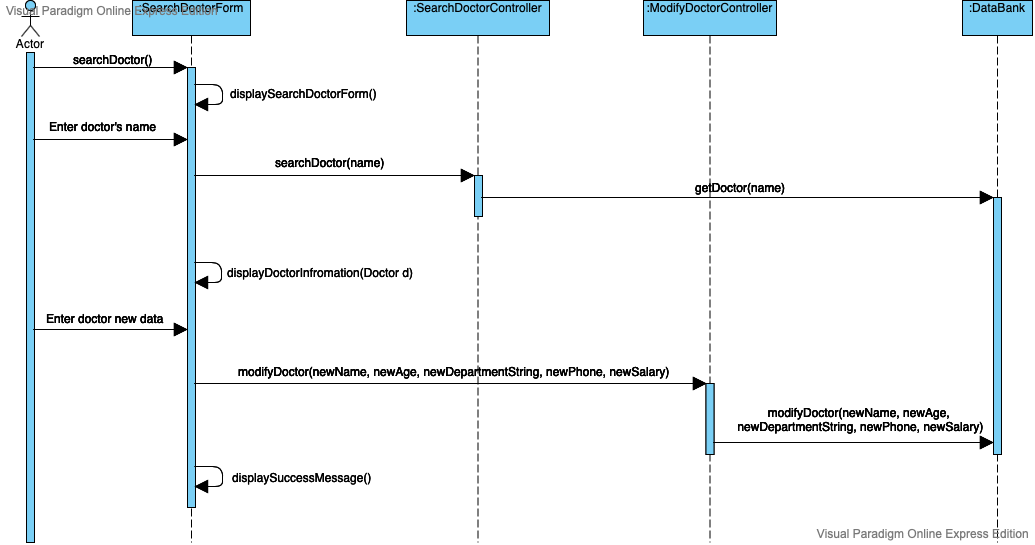 Visual Paradigm Online Express Edition
:SearchDoctorForm
:SearchDoctorController
:ModifyDoctorController
:DataBank
Actor
searchDoctor()
displaySearchDoctorForm()
Enter doctor's name
searchDoctor(name)
getDoctor(name)
displayDoctorInfromation(Doctor d)
Enter doctor new data
modifyDoctor(newName, newAge, newDepartmentString, newPhone, newSalary)
modifyDoctor(newName, newAge,
newDepartmentString, newPhone, newSalary)
displaySuccessMessage()
Visual Paradigm Online Express Edition